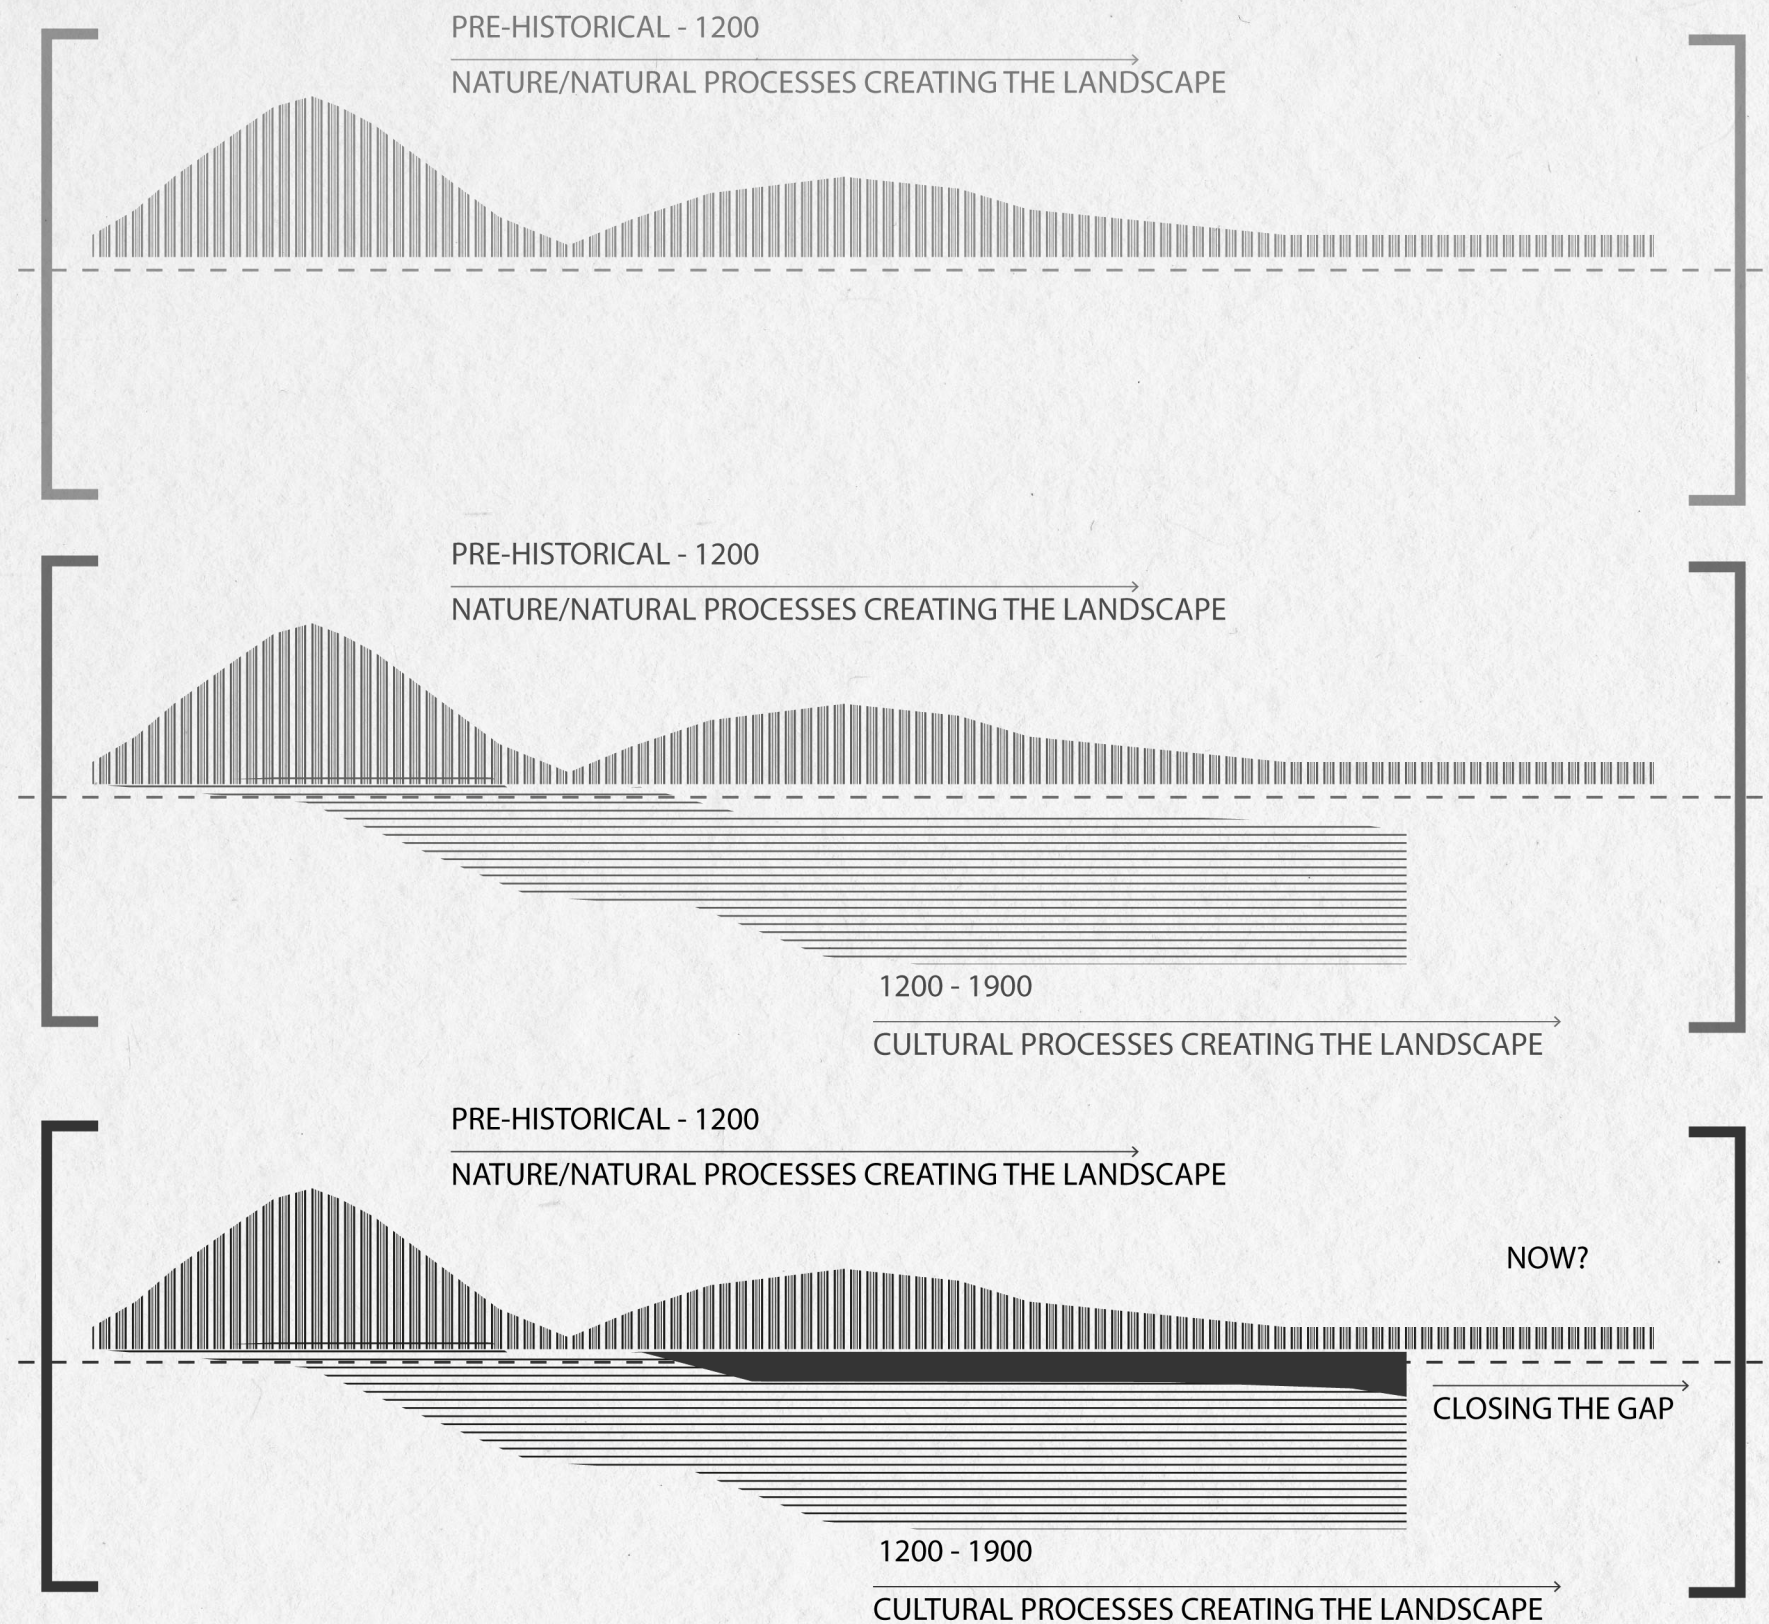 PRE-HISTORICAL - 1200
NATURE/NATURAL PROCESSES CREATING THE LANDSCAPE
PRE-HISTORICAL - 1200
NATURE/NATURAL PROCESSES CREATING THE LANDSCAPE
1200 - 1900
CULTURAL PROCESSES CREATING THE LANDSCAPE
PRE-HISTORICAL - 1200
NATURE/NATURAL PROCESSES CREATING THE LANDSCAPE
NOW?
CLOSING THE GAP
1200 - 1900
CULTURAL PROCESSES CREATING THE LANDSCAPE